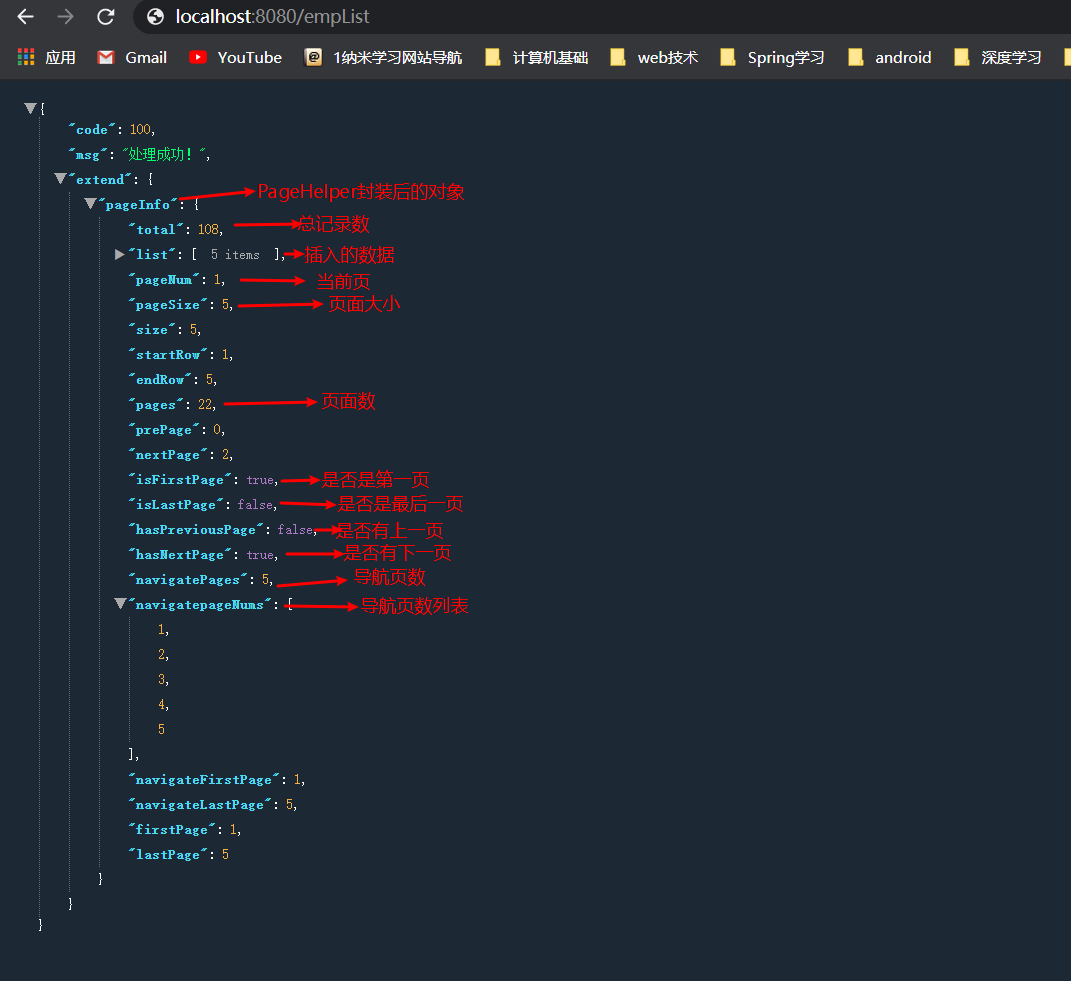 localhost:8080/empList
应用 Gmail YouTube 1纳米学习网站导航 计算机基础 web技术 Spring学习 android 深度学习
{
"code": 100,
"msg": "处理成功！",
"extend": {
"pageInfo": { PageHelper封装后的对象
"total": 108, 总记录数
"list": [ 5 items ], 插入的数据
"pageNum": 1, 当前页
"pageSize": 5, 页面大小
"size": 5,
"startRow": 1,
"endRow": 5,
"pages": 22, 页面数
"prePage": 0,
"nextPage": 2,
"isFirstPage": true, 是否是第一页
"isLastPage": false, 是否是最后一页
"hasPreviousPage": false, 是否有上一页
"hasNextPage": true, 是否有下一页
"navigatePages": 5, 导航页数
"navigatepageNums": [ 导航页数列表
1,
2,
3,
4,
5
],
"navigateFirstPage": 1,
"navigateLastPage": 5,
"firstPage": 1,
"lastPage": 5
}
}
}